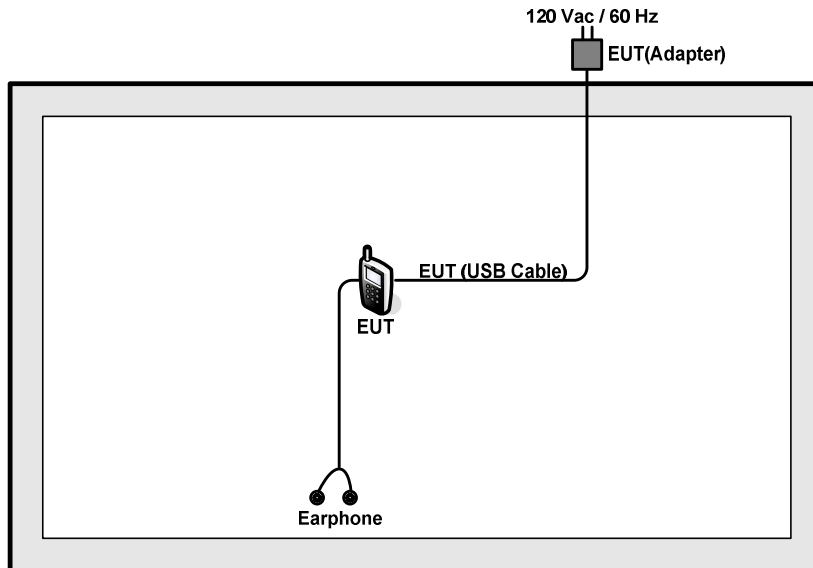 120 Vac / 60 Hz
EUT(Adapter)
EUT (USB Cable)
EUT
Earphone